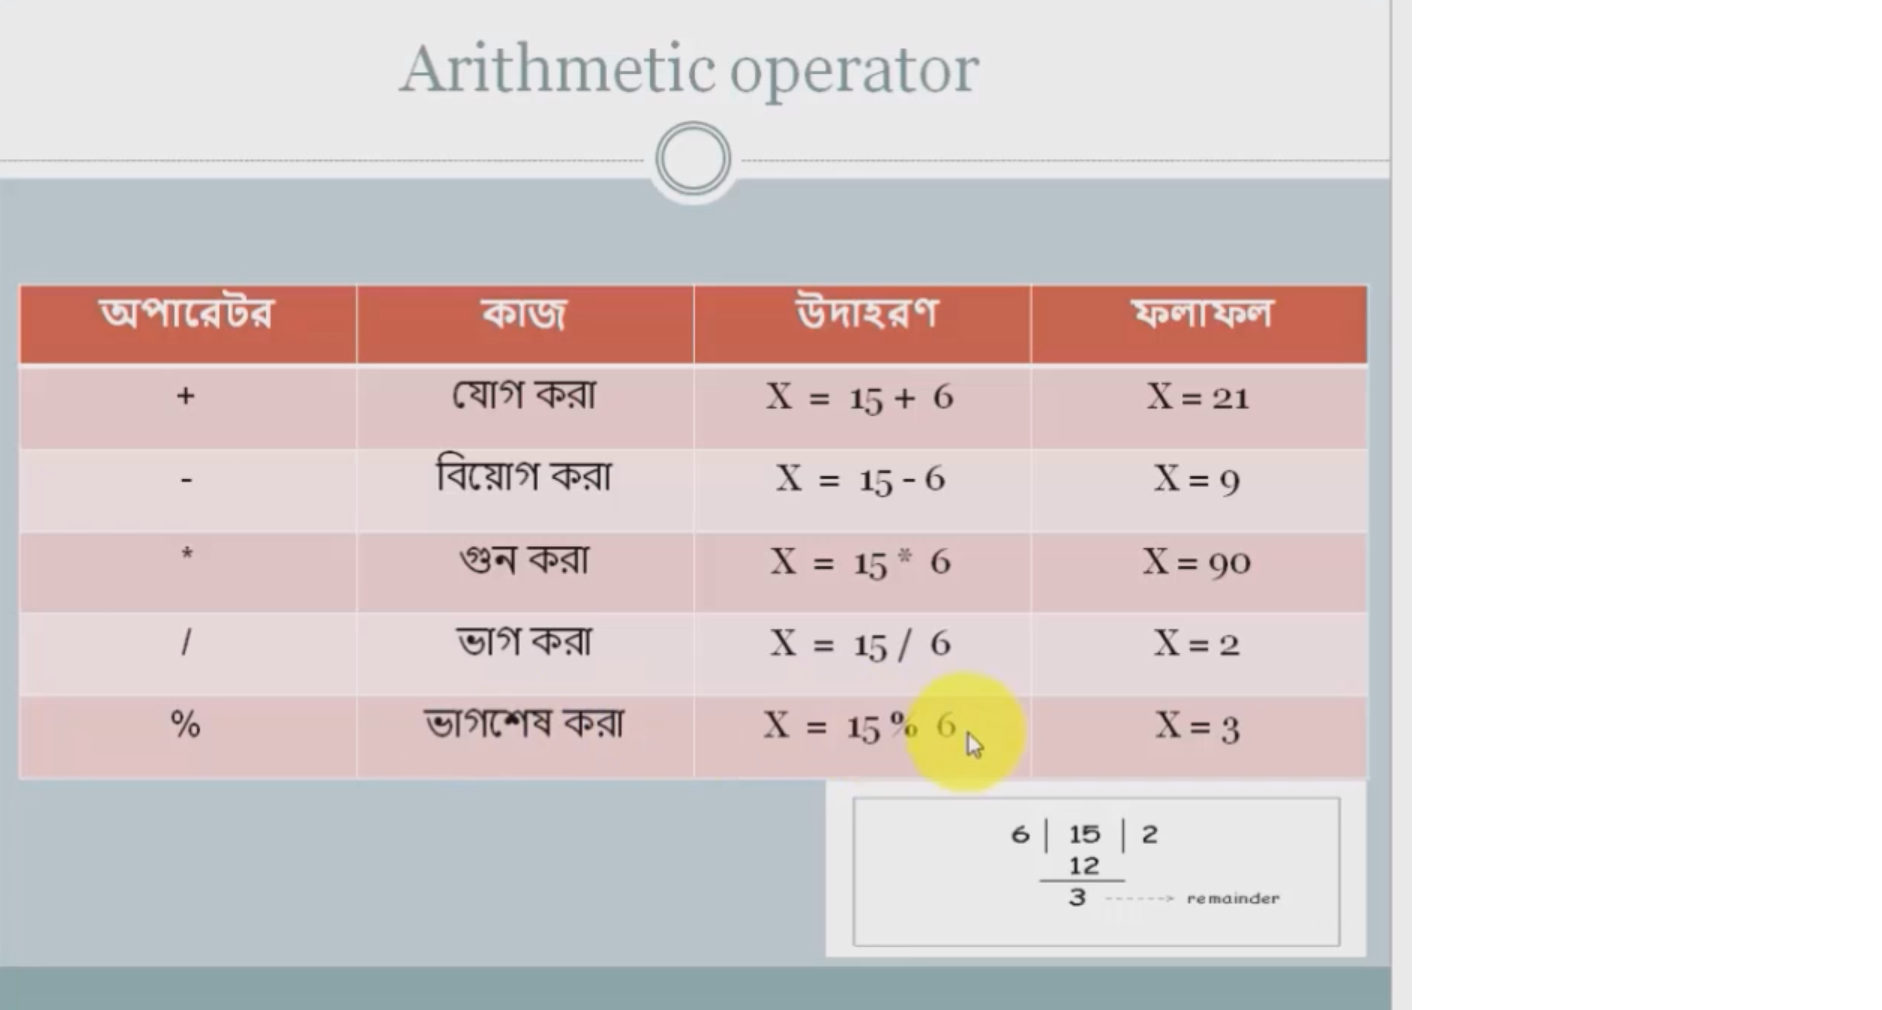 Arithmetic operator
অপারেটর কাজ উদাহরণ ফলাফল
+ যোগ করা X = 15 + 6 X = 21
- বিয়োগ করা X = 15 - 6 X = 9
* গুন করা X = 15 * 6 X = 90
/ ভাগ করা X = 15 / 6 X = 2
% ভাগশেষ করা X = 15 % 6 X = 3
6 | 15 | 2
12
3 ------> remainder